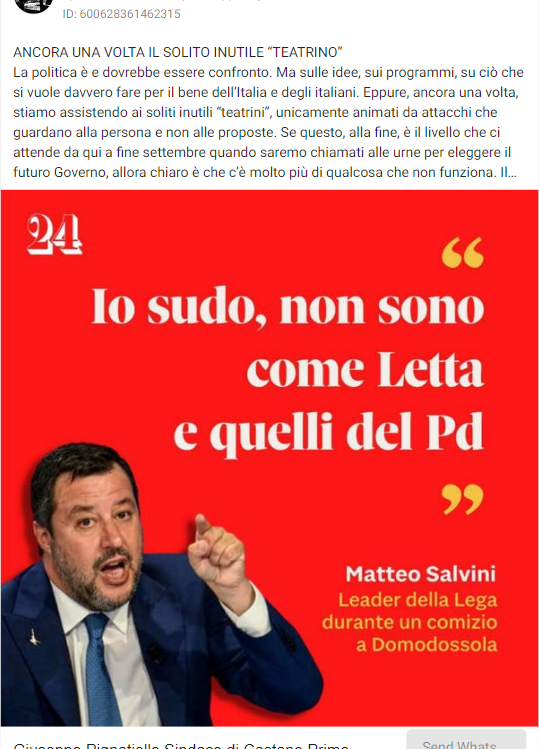 ID: 600628361462315
ANCORA UNA VOLTA IL SOLITO INUTILE “TEATRINO”
La politica è e dovrebbe essere confronto. Ma sulle idee, sui programmi, su ciò che
si vuole davvero fare per il bene dell’Italia e degli italiani. Eppure, ancora una volta,
stiamo assistendo ai soliti inutili “teatrini”, unicamente animati da attacchi che
guardano alla persona e non alle proposte. Se questo, alla fine, è il livello che ci
attende da qui a fine settembre quando saremo chiamati alle urne per eleggere il
futuro Governo, allora chiaro è che c’è molto più di qualcosa che non funziona. Il...
24
“
Io sudo, non sono
come Letta
e quelli del Pd
”
Matteo Salvini
Leader della Lega
durante un comizio
a Domodossola
Giuseppe Pignatiello Sindaco di Castano Primo
Send Whats